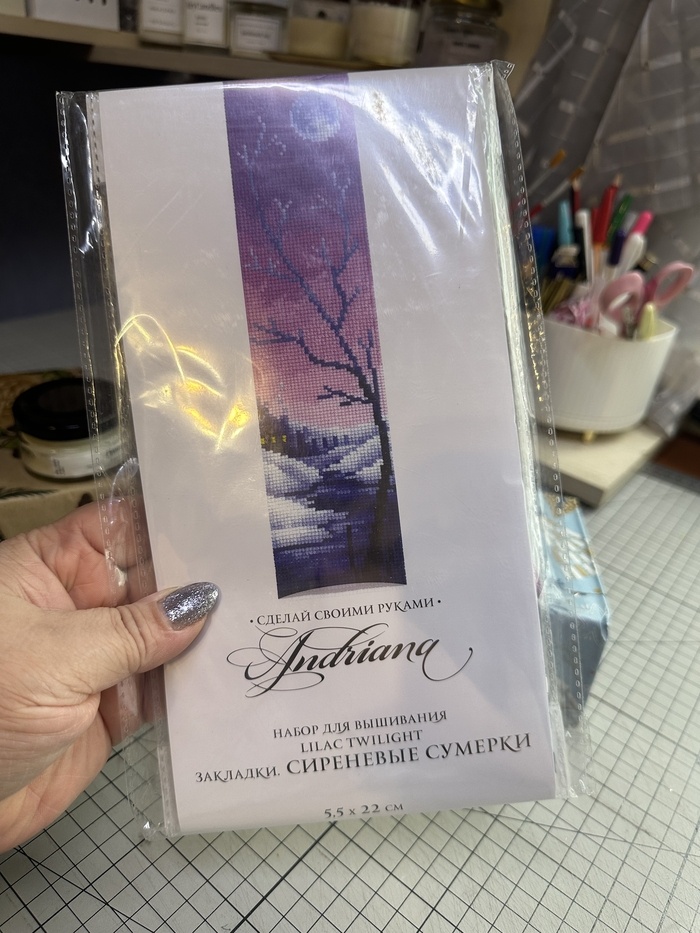 • СДЕЛАЙ СВОИМИ РУКАМИ •
Andriana
НАБОР ДЛЯ ВЫШИВАНИЯ
LILAC TWILIGHT
ЗАКЛАДКИ. СИРЕНЕВЫЕ СУМЕРКИ
5,5 х 22 СМ